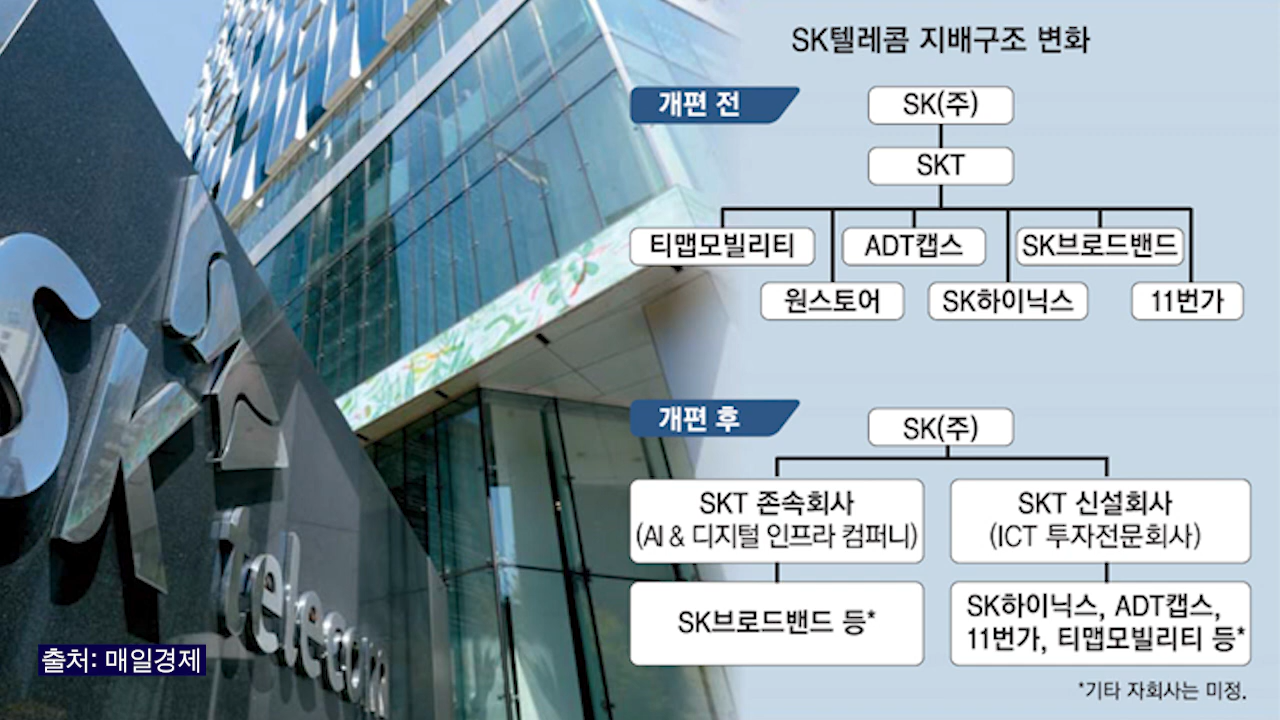 SK텔레콤 지배구조 변화
개편 전
SK(주)
SKT
티맵모빌리티
ADT캡스
SK브로드밴드
원스토어
SK하이닉스
11번가
개편 후
SK(주)
SKT 존속회사
(AI & 디지털 인프라 컴퍼니)
SKT 신설회사
(ICT 투자전문회사)
SK브로드밴드 등*
SK하이닉스, ADT캡스,
11번가, 티맵모빌리티 등*
*기타 자회사는 미정.
SK
telecom
출처: 매일경제